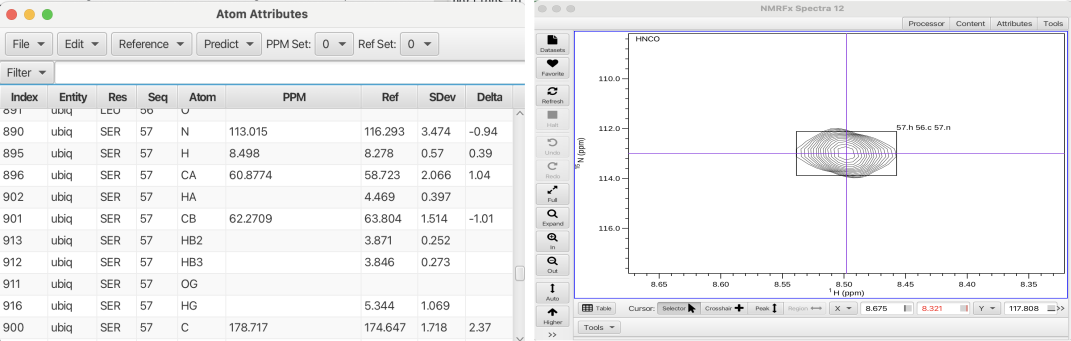 Atom Attributes
File Edit Reference Predict PPM Set: 0 Ref Set: 0
Filter
Index Entity Res Seq Atom PPM Ref SDev Delta
891 ubiq LEU 56 O
890 ubiq SER 57 N 113.015 116.293 3.474 -0.94
895 ubiq SER 57 H 8.498 8.278 0.57 0.39
896 ubiq SER 57 CA 60.8774 58.723 2.066 1.04
902 ubiq SER 57 HA 4.469 0.397
901 ubiq SER 57 CB 62.2709 63.804 1.514 -1.01
913 ubiq SER 57 HB2 3.871 0.252
912 ubiq SER 57 HB3 3.846 0.273
911 ubiq SER 57 OG
916 ubiq SER 57 HG 5.344 1.069
900 ubiq SER 57 C 178.717 174.647 1.718 2.37
NMRFx Spectra 12
Processor Content Attributes Tools
Datasets
Favorite
Refresh
Halt
Undo
Redo
Full
Expand
In
Out
Auto
Higher
>>
HNCO
110.0
112.0
114.0
116.0
15 N (ppm)
57.h 56.c 57.n
8.65 8.60 8.55 8.50 8.45 8.40 8.35
1 H (ppm)
Table Cursor: Selector Crosshair Peak Region X 8.675 8.321 Y 117.808 >>
Tools